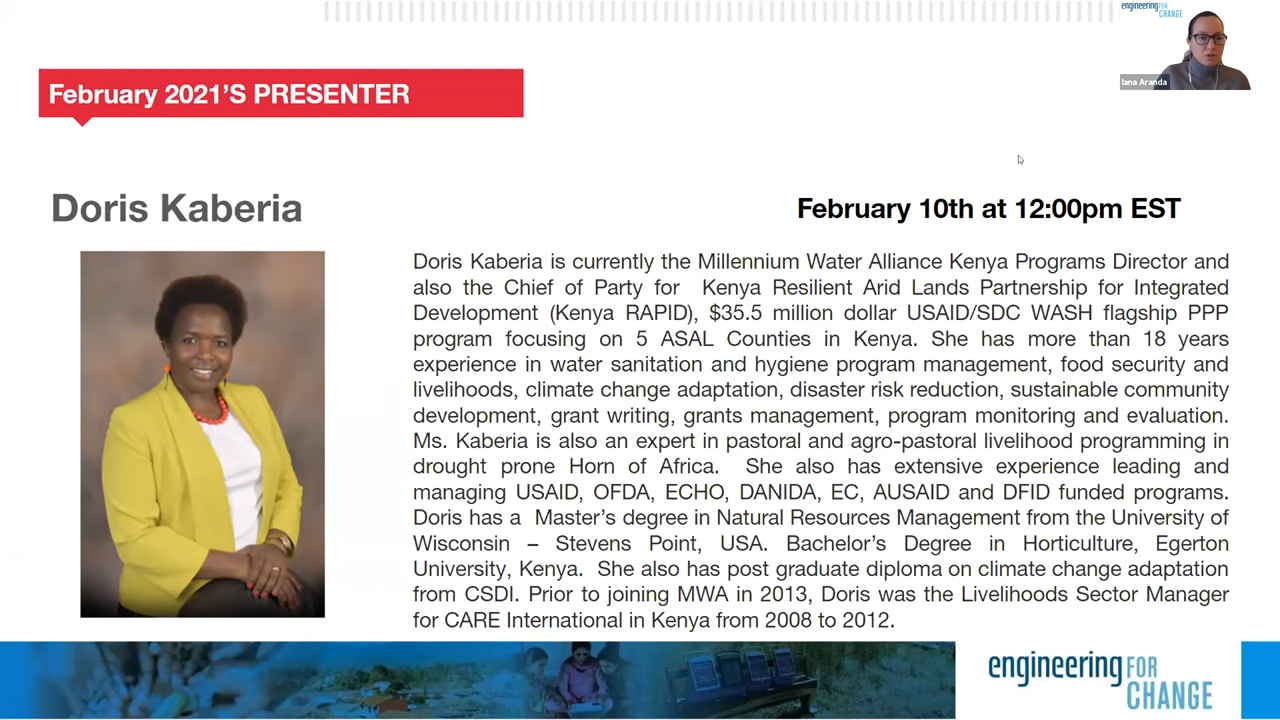 engineering FOR
CHANGE
Iana Aranda
February 2021'S PRESENTER
Doris Kaberia
February 10th at 12:00pm EST
Doris Kaberia is currently the Millennium Water Alliance Kenya Programs Director and
also the Chief of Party for Kenya Resilient Arid Lands Partnership for Integrated
Development (Kenya RAPID), $35.5 million dollar USAID/SDC WASH flagship PPP
program focusing on 5 ASAL Counties in Kenya. She has more than 18 years
experience in water sanitation and hygiene program management, food security and
livelihoods, climate change adaptation, disaster risk reduction, sustainable community
development, grant writing, grants management, program monitoring and evaluation.
Ms. Kaberia is also an expert in pastoral and agro-pastoral livelihood programming in
drought prone Horn of Africa. She also has extensive experience leading and
managing USAID, OFDA, ECHO, DANIDA, EC, AUSAID and DFID funded programs.
Doris has a Master's degree in Natural Resources Management from the University of
Wisconsin – Stevens Point, USA. Bachelor's Degree in Horticulture, Egerton
University, Kenya. She also has post graduate diploma on climate change adaptation
from CSDI. Prior to joining MWA in 2013, Doris was the Livelihoods Sector Manager
for CARE International in Kenya from 2008 to 2012.
engineering FOR
CHANGE